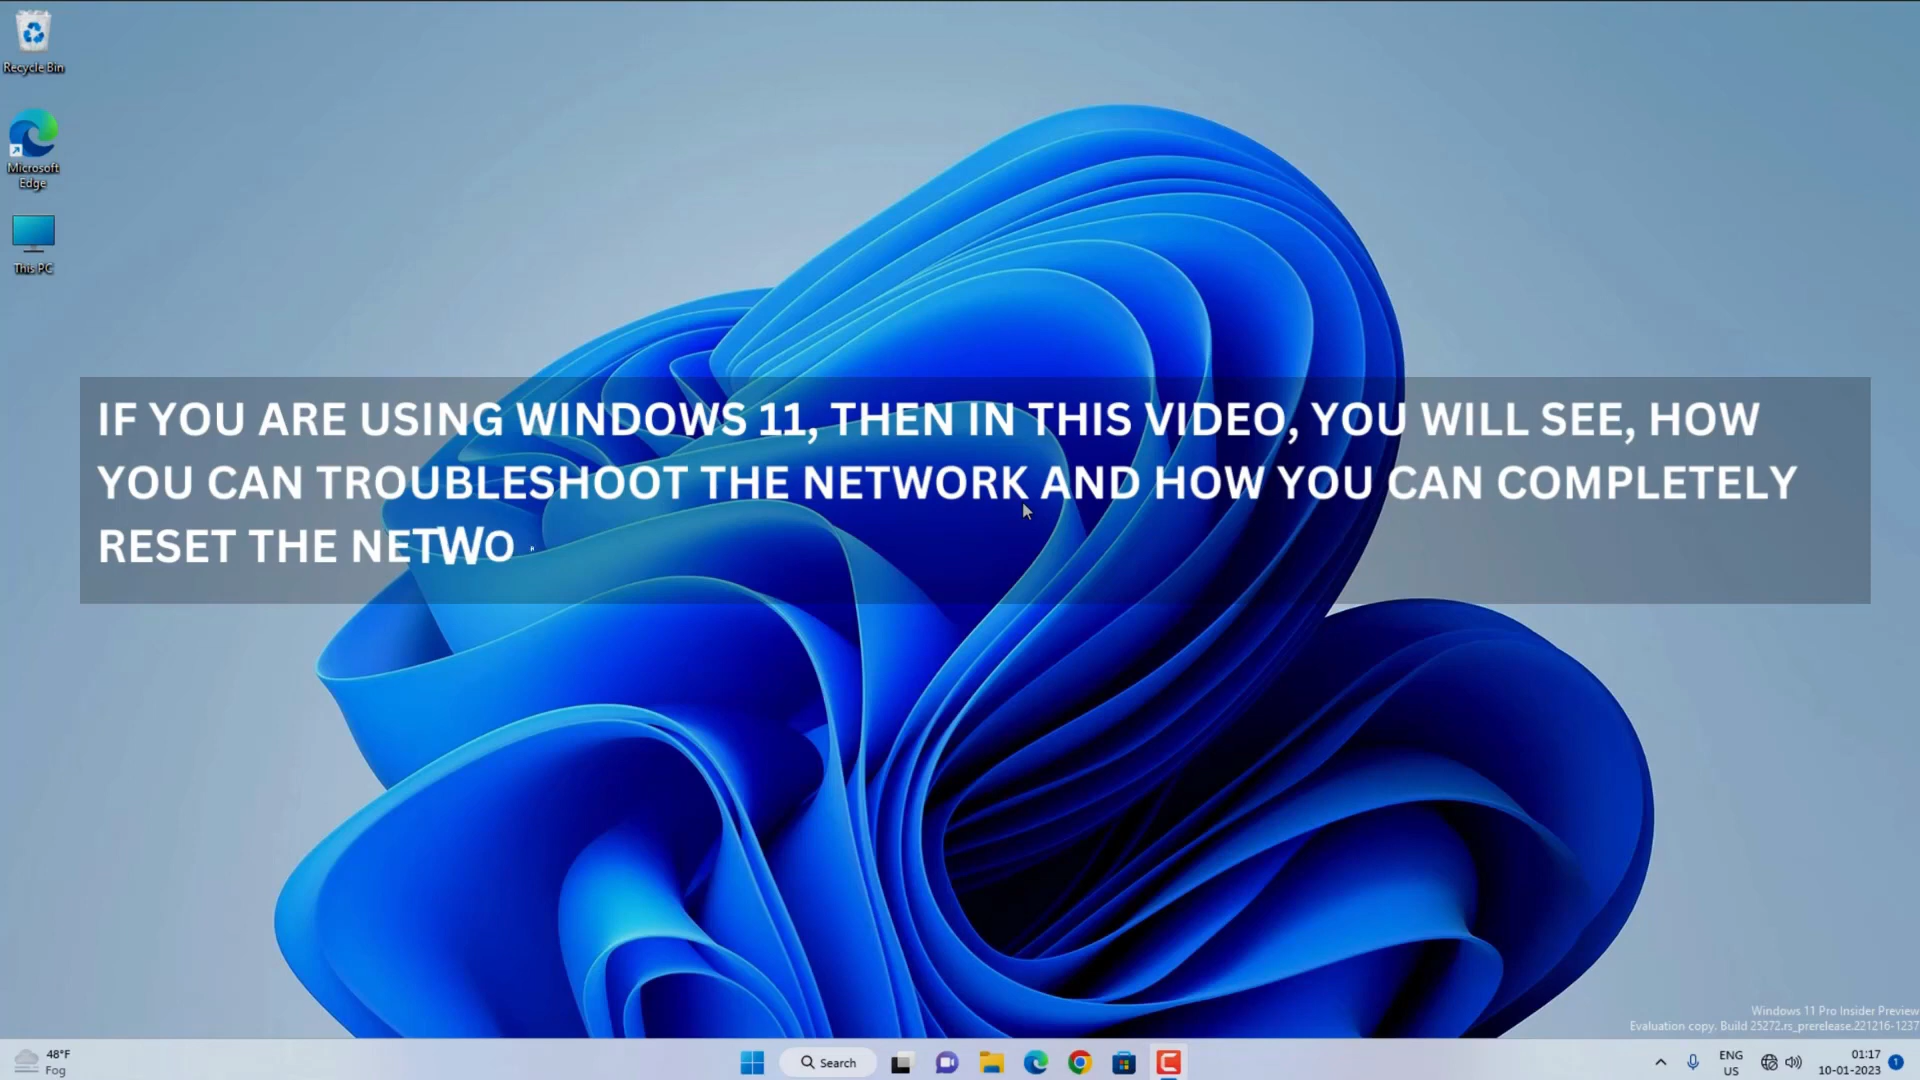 Recycle Bin
Microsoft
Edge
This PC
IF YOU ARE USING WINDOWS 11, THEN IN THIS VIDEO, YOU WILL SEE, HOW
YOU CAN TROUBLESHOOT THE NETWORK AND HOW YOU CAN COMPLETELY
RESET THE NETWO
Windows 11 Pro Insider Preview
Evaluation copy. Build 25272.rs_prerelease.221216-1237
48°F
Fog
Search
ENG
US
01:17
10-01-2023
1